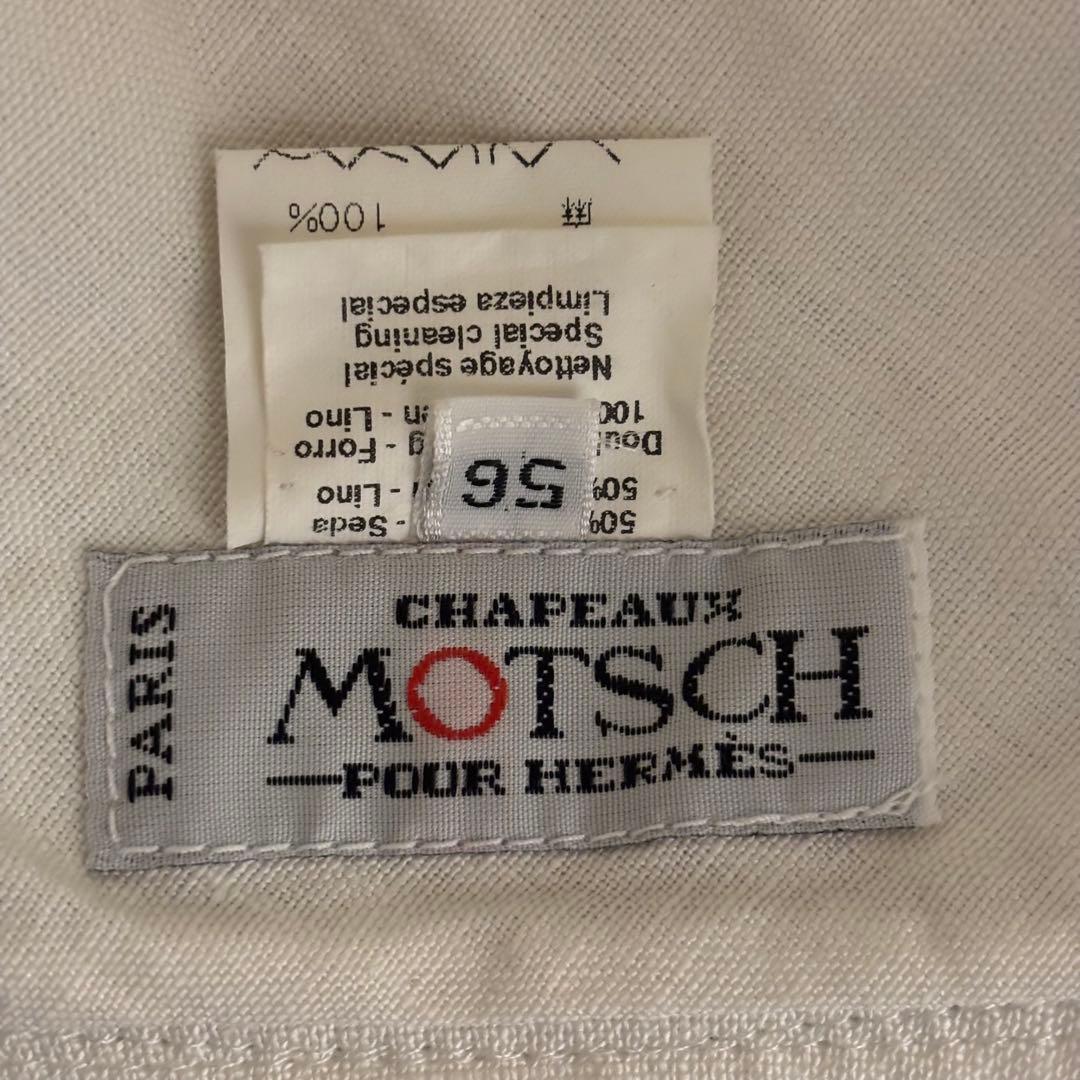 CHAPEAUX
MOTSCH
POUR HERMÈS
PARIS
56
50% - Seda
50% - Lino
- Forro
- Lino
Nettoyage spécial
Special cleaning
Limpieza especial
麻 100%